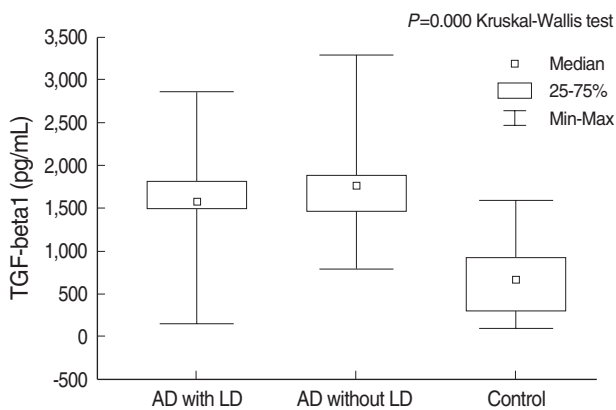 P=0.000 Kruskal-Wallis test
Median
25-75%
Min-Max
TGF-beta1 (pg/mL)
3,500
3,000
2,500
2,000
1,500
1,000
500
0
-500
AD with LD
AD without LD
Control